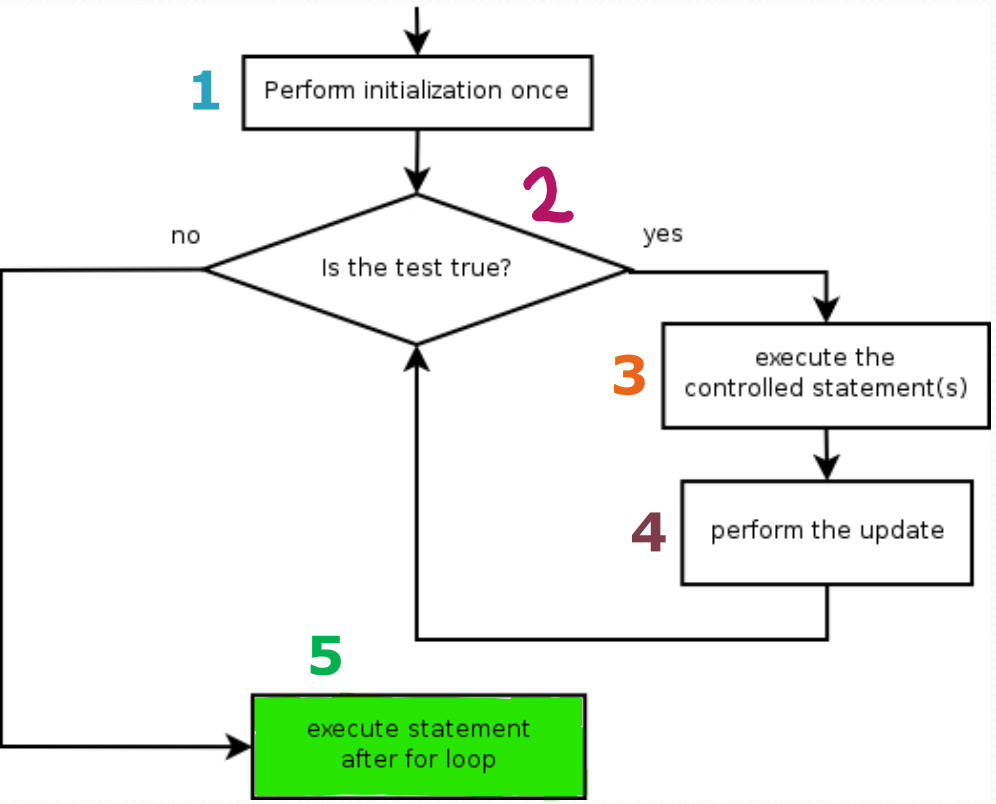 1
Perform initialization once
2
no
yes
Is the test true?
3
execute the
controlled statement(s)
4
perform the update
5
execute statement
after for loop